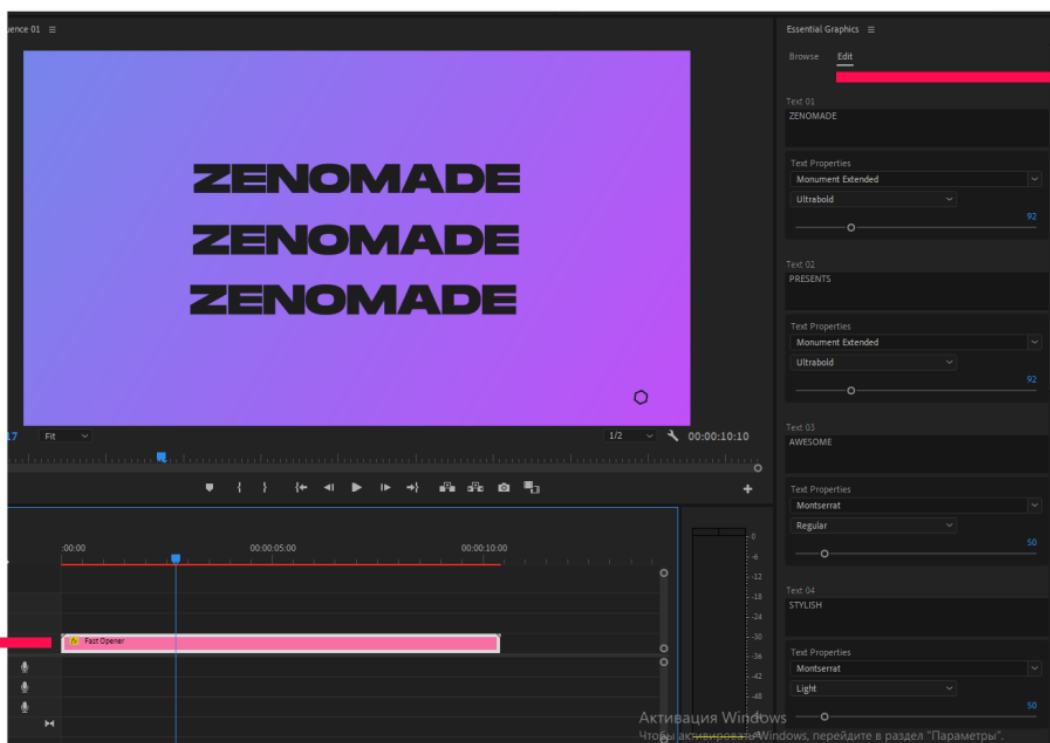 uence 01
ZENOMADE
ZENOMADE
ZENOMADE
17
Fit
1/2
00:00:10:10
:00:00
00:00:05:00
00:00:10:00
fx Fast Opener
0
-6
-12
-18
-24
-30
-36
-42
-48
Essential Graphics
Browse
Edit
Text 01
ZENOMADE
Text Properties
Monument Extended
Ultrabold
92
Text 02
PRESENTS
Text Properties
Monument Extended
Ultrabold
92
Text 03
AWESOME
Text Properties
Montserrat
Regular
50
Text 04
STYLISH
Text Properties
Montserrat
Light
50
Активация Windows
Чтобы активировать Windows, перейдите в раздел "Параметры".